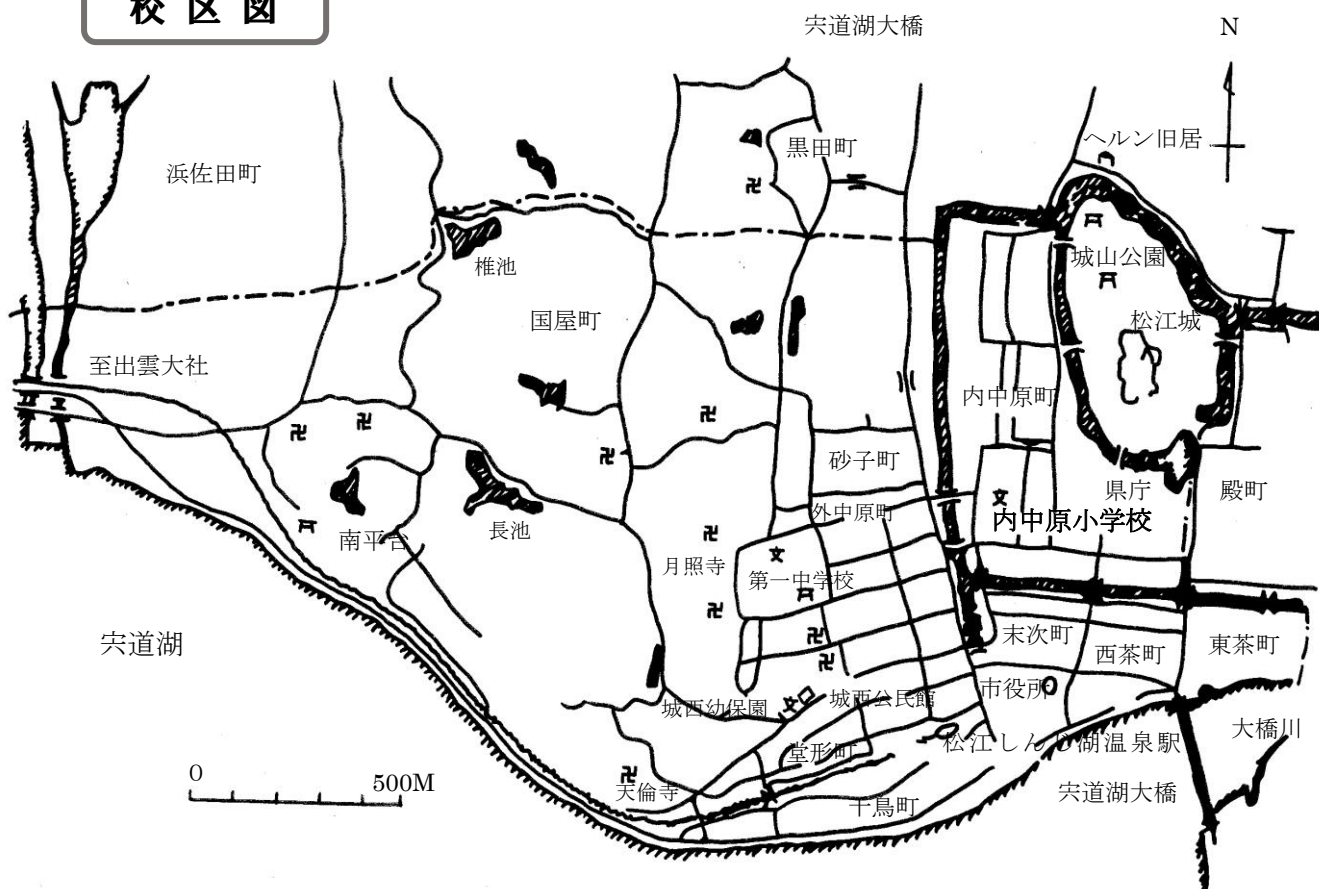 校区図
宍道湖大橋
N
ヘルン旧居
黒田町
浜佐田町
城山公園
椎池
松江城
国屋町
至出雲大社
内中原町
砂子町
県庁
殿町
外中原町
内中原小学校
南平台
長池
月照寺
第一中学校
宍道湖
末次町
西茶町
東茶町
市役所
城西幼保園
城西公民館
大橋川
松江しんじ湖温泉駅
堂形町
0
500M
天倫寺
千鳥町
宍道湖大橋